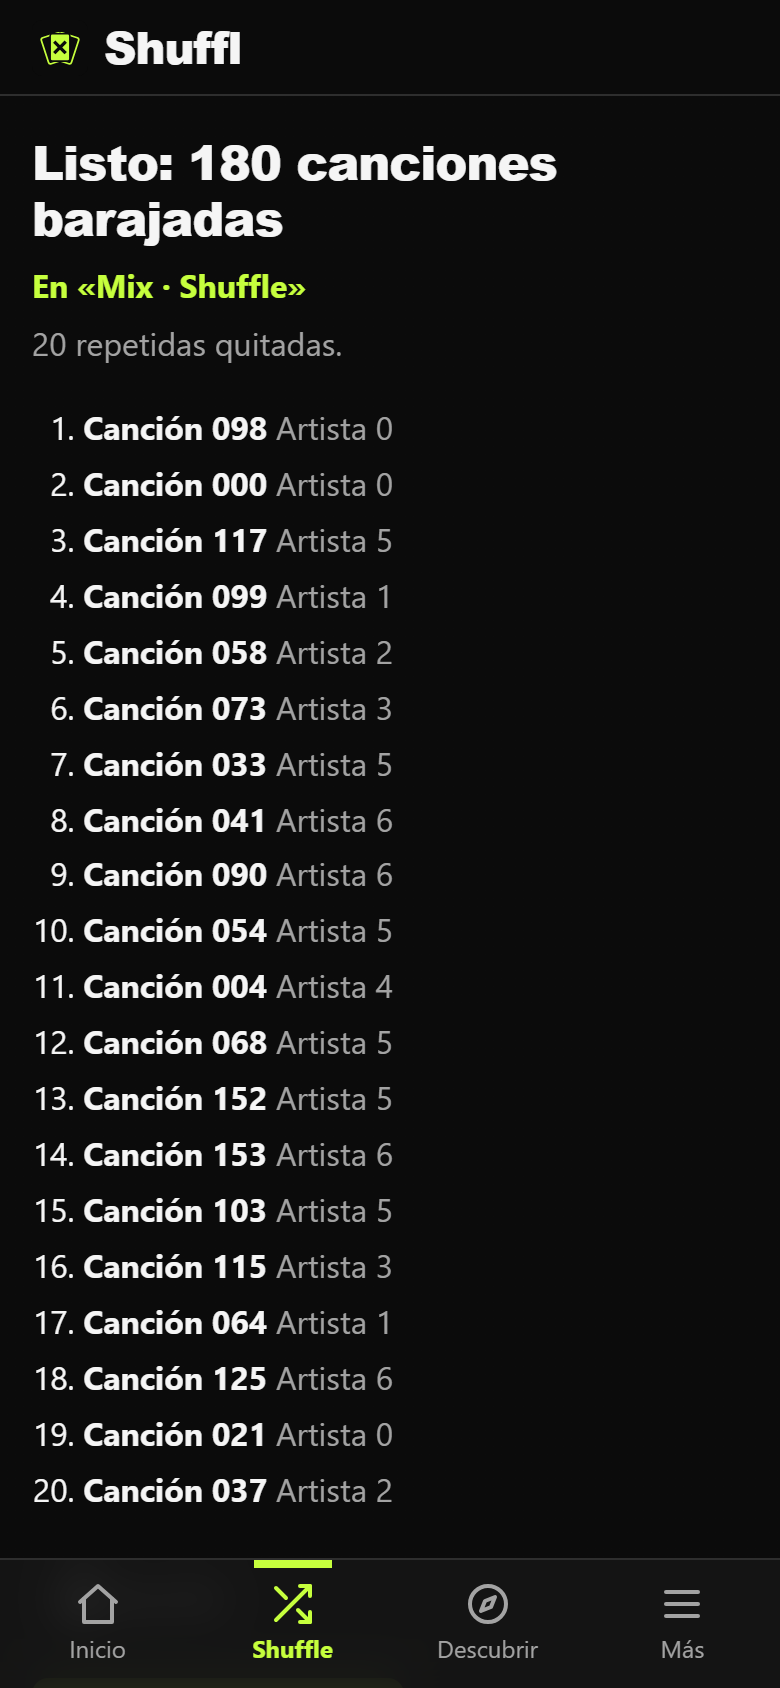 Shuffl
Listo: 180 canciones
barajadas
En «Mix · Shuffle»
20 repetidas quitadas.
1. Canción 098 Artista 0
2. Canción 000 Artista 0
3. Canción 117 Artista 5
4. Canción 099 Artista 1
5. Canción 058 Artista 2
6. Canción 073 Artista 3
7. Canción 033 Artista 5
8. Canción 041 Artista 6
9. Canción 090 Artista 6
10. Canción 054 Artista 5
11. Canción 004 Artista 4
12. Canción 068 Artista 5
13. Canción 152 Artista 5
14. Canción 153 Artista 6
15. Canción 103 Artista 5
16. Canción 115 Artista 3
17. Canción 064 Artista 1
18. Canción 125 Artista 6
19. Canción 021 Artista 0
20. Canción 037 Artista 2
Inicio Shuffle Descubrir Más